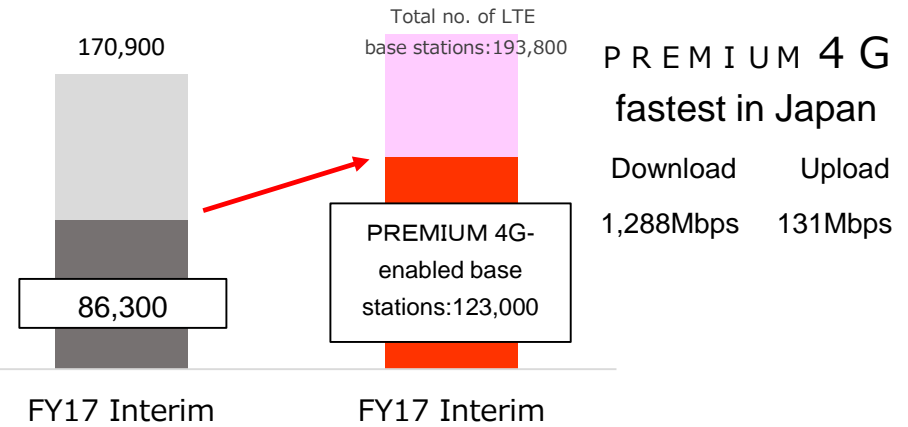 170,900
86,300
FY17 Interim
Total no. of LTE
base stations:193,800
PREMIUM 4G-
enabled base
stations:123,000
FY17 Interim
PREMIUM 4G
fastest in Japan
Download Upload
1,288Mbps 131Mbps